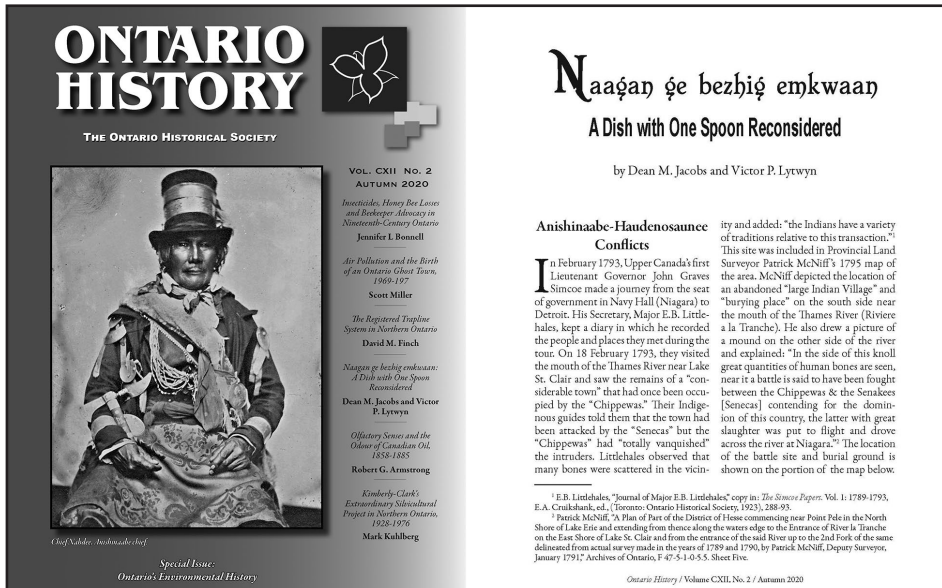 ONTARIO
HISTORY
THE ONTARIO HISTORICAL SOCIETY
VOL. CXII NO. 2
AUTUMN 2020
Insecticides, Honey Bee Losses
and Beekeeper Advocacy in
Nineteenth-Century Ontario
Jennifer L Bonnell
Air Pollution and the Birth
of an Ontario Ghost Town,
1969-197
Scott Miller
The Registered Trapline
System in Northern Ontario
David M. Finch
Naagan ge bezhig emkwaan:
A Dish with One Spoon
Reconsidered
Dean M. Jacobs and Victor
P. Lytwyn
Olfactory Senses and the
Odour of Canadian Oil,
1858-1885
Robert G. Armstrong
Kimberly-Clark's
Extraordinary Silvicultural
Project in Northern Ontario,
1928-1976
Mark Kuhlberg
Chief Nahdee. Anishinaabe chief.
Special Issue:
Ontario's Environmental History
Naagan ge bezhig emkwaan
A Dish with One Spoon Reconsidered
by Dean M. Jacobs and Victor P. Lytwyn
Anishinaabe-Haudenosaunee
Conflicts
In February 1793, Upper Canada's first
Lieutenant Governor John Graves
Simcoe made a journey from the seat
of government in Navy Hall (Niagara) to
Detroit. His Secretary, Major E.B. Little-
hales, kept a diary in which he recorded
the people and places they met during the
tour. On 18 February 1793, they visited
the mouth of the Thames River near Lake
St. Clair and saw the remains of a "con-
siderable town" that had once been occu-
pied by the "Chippewas." Their Indige-
nous guides told them that the town had
been attacked by the "Senecas" but the
"Chippewas" had "totally vanquished"
the intruders. Littlehales observed that
many bones were scattered in the vicin-
ity and added: "the Indians have a variety
of traditions relative to this transaction."1
This site was included in Provincial Land
Surveyor Patrick McNiff's 1795 map of
the area. McNiff depicted the location of
an abandoned "large Indian Village" and
"burying place" on the south side near
the mouth of the Thames River (Riviere
a la Tranche). He also drew a picture of
a mound on the other side of the river
and explained: "In the side of this knoll
great quantities of human bones are seen,
near it a battle is said to have been fought
between the Chippewas & the Senakees
[Senecas] contending for the domin-
ion of this country, the latter with great
slaughter was put to flight and drove
across the river at Niagara."2 The location
of the battle site and burial ground is
shown on the portion of the map below.
1 E.B. Littlehales, "Journal of Major E.B. Littlehales," copy in: The Simcoe Papers. Vol. 1: 1789-1793,
E.A. Cruikshank, ed., (Toronto: Ontario Historical Society, 1923), 288-93.
2 Patrick McNiff, "A Plan of Part of the District of Hesse commencing near Point Pele in the North
Shore of Lake Erie and extending from thence along the waters edge to the Entrance of River la Tranche
on the East Shore of Lake St. Clair and from the entrance of the said River up to the 2nd Fork of the same
delineated from actual survey made in the years of 1789 and 1790, by Patrick McNiff, Deputy Surveyor,
January 1791," Archives of Ontario, F 47-5-1-0-5.5. Sheet Five.
Ontario History / Volume CXII, No. 2 / Autumn 2020